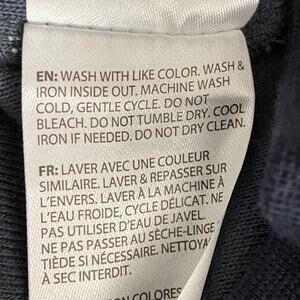 EN: WASH WITH LIKE COLOR. WASH &
IRON INSIDE OUT. MACHINE WASH
COLD, GENTLE CYCLE. DO NOT
BLEACH. DO NOT TUMBLE DRY. COOL
IRON IF NEEDED. DO NOT DRY CLEAN.
FR: LAVER AVEC UNE COULEUR
SIMILAIRE. LAVER & REPASSER SUR
L'ENVERS. LAVER À LA MACHINE À
L'EAU FROIDE, CYCLE DÉLICAT. NE
PAS UTILISER D'EAU DE JAVEL.
NE PAS SÉCHER AU SÈCHE-LINGE
TIÈDE SI NÉCESSAIRE. NETTOYA
À SEC INTERDIT.
COLORES